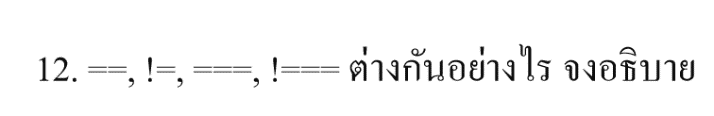 12. ==, !=, ===, !=== ต่างกันอย่างไร จงอธิบาย